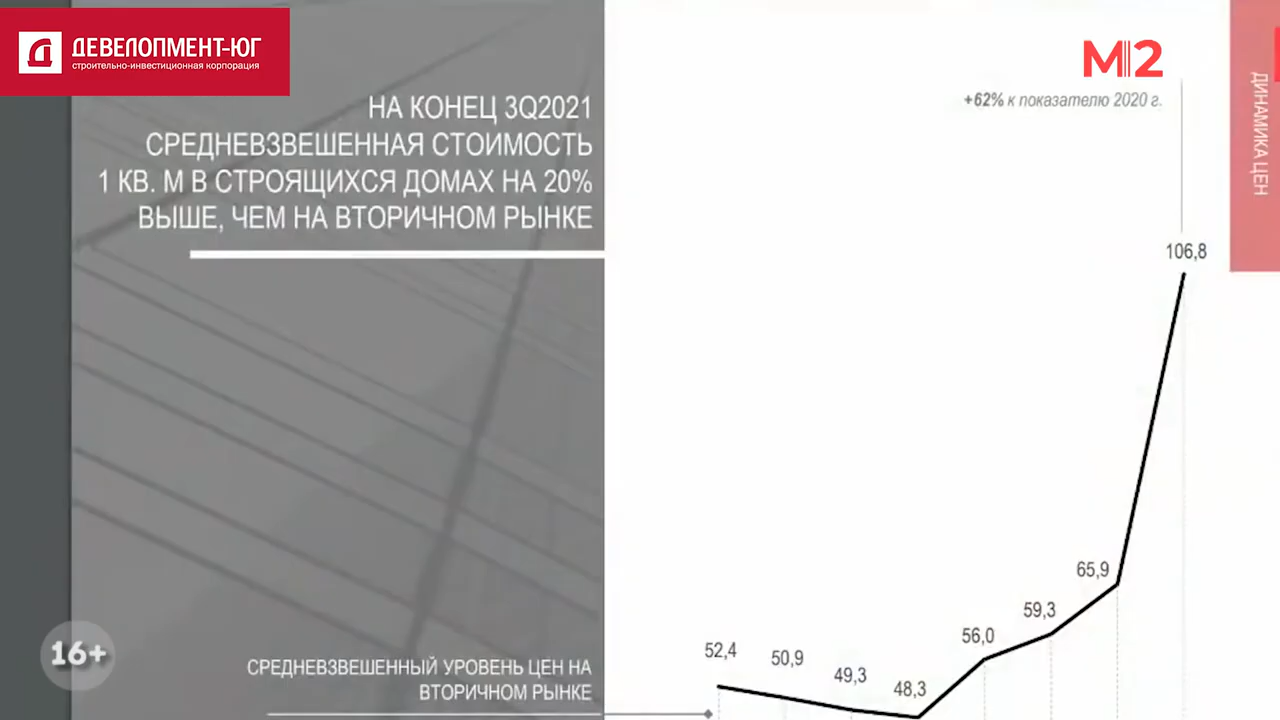 ДЕВЕЛОПМЕНТ-ЮГ
строительно-инвестиционная корпорация
НА КОНЕЦ 3Q2021
СРЕДНЕВЗВЕШЕННАЯ СТОИМОСТЬ
1 КВ. М В СТРОЯЩИХСЯ ДОМАХ НА 20%
ВЫШЕ, ЧЕМ НА ВТОРИЧНОМ РЫНКЕ
М2
+62% к показателю 2020 г.
ДИНАМИКА ЦЕН
106,8
65,9
59,3
56,0
52,4
50,9
49,3
48,3
16+
СРЕДНЕВЗВЕШЕННЫЙ УРОВЕНЬ ЦЕН НА
ВТОРИЧНОМ РЫНКЕ